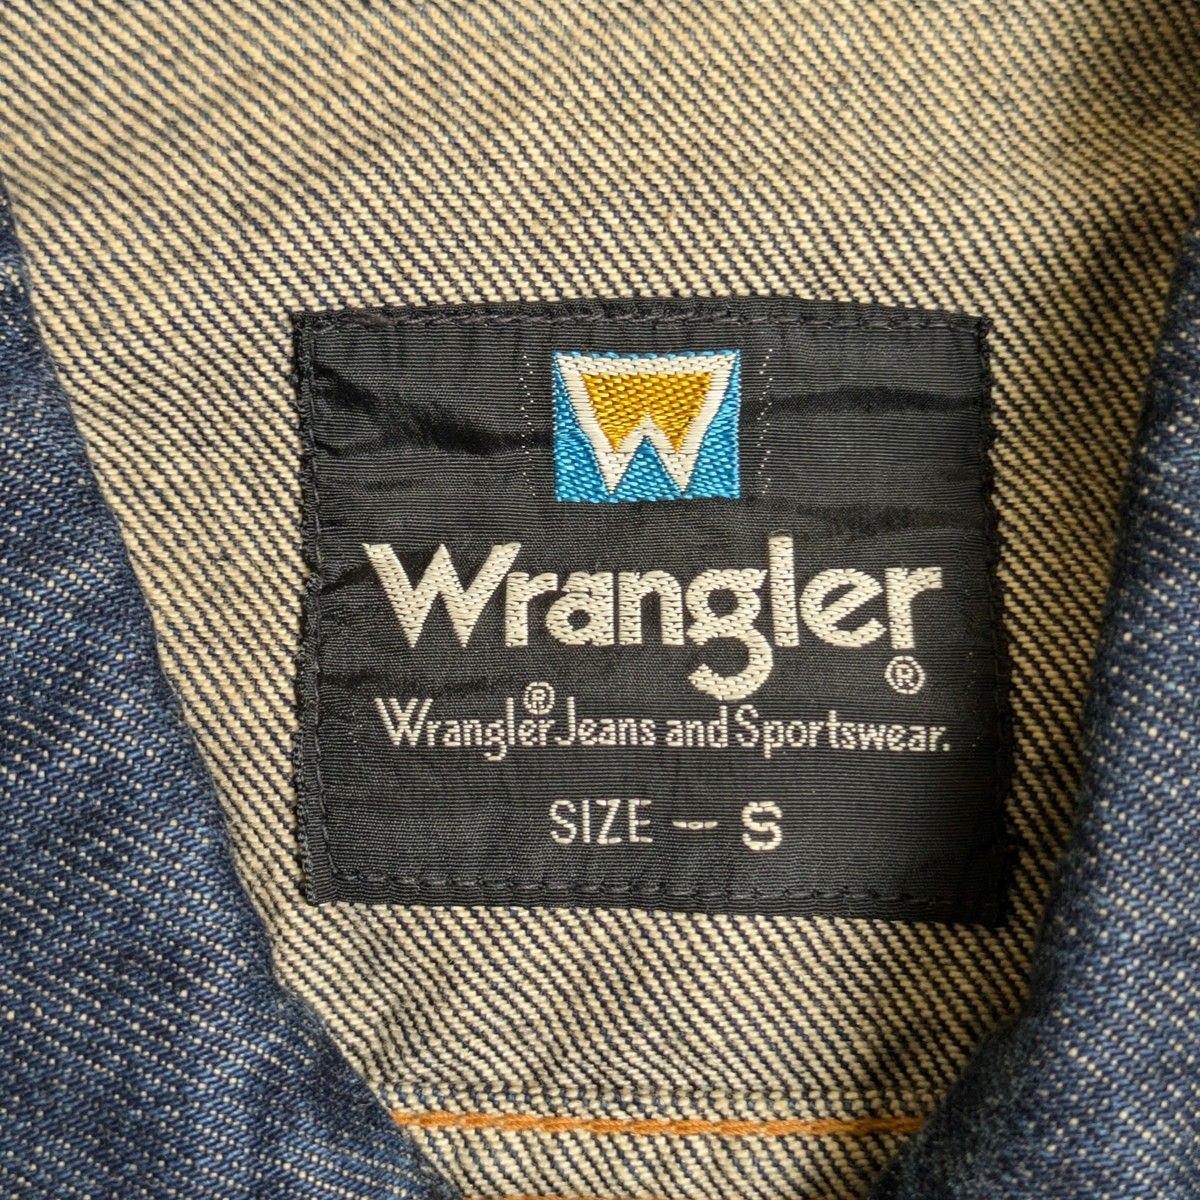 W
Wrangler®
Wrangler® Jeans and Sportswear.
SIZE - S